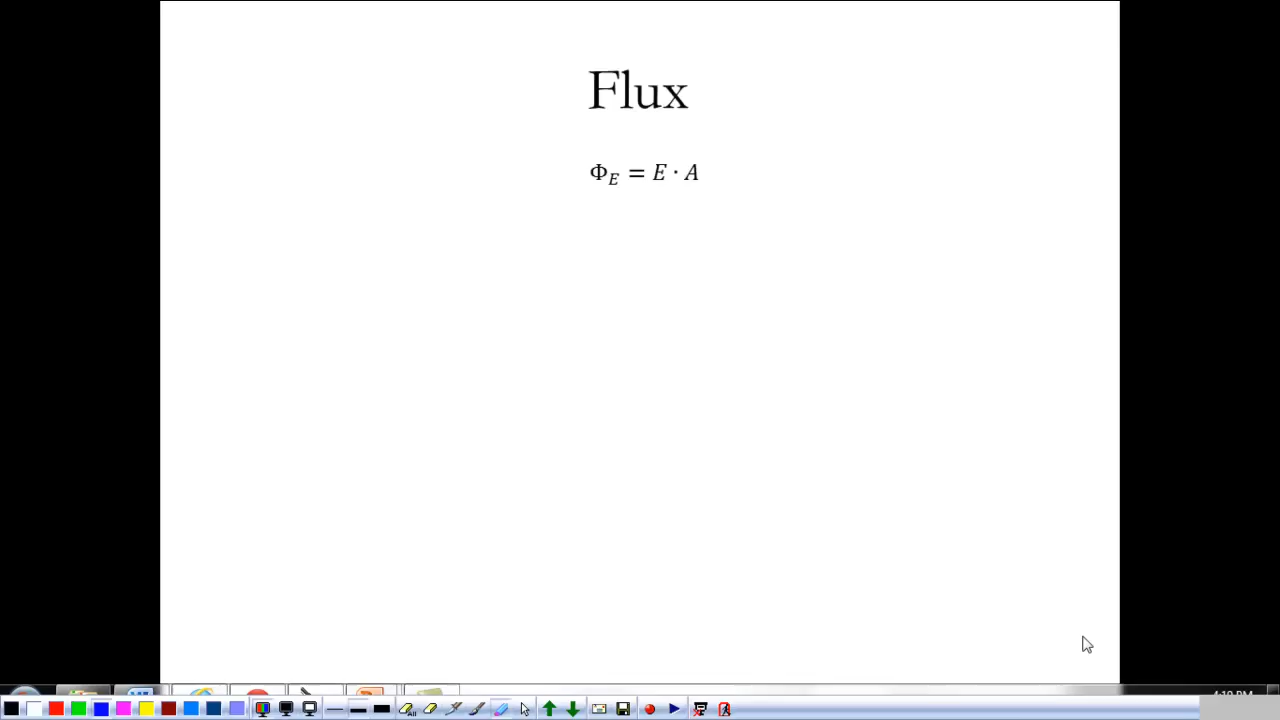 Flux
Φ_E = E · A